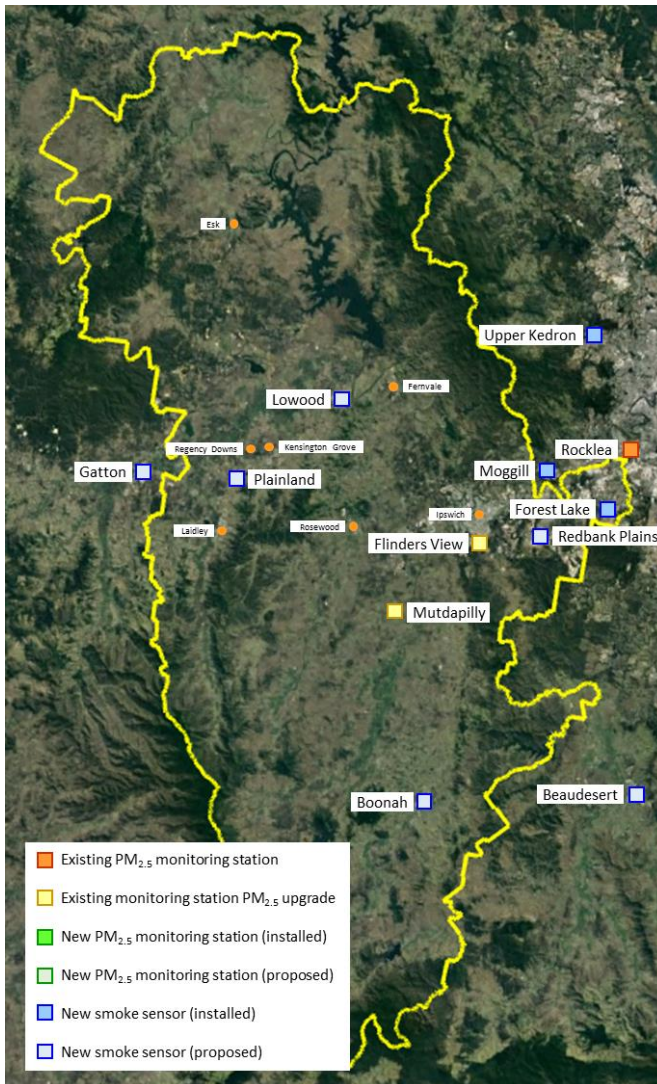 Esk
Upper Kedron
Fernvale
Lowood
Regency Downs
Kensington Grove
Rocklea
Gatton
Plainland
Moggill
Forest Lake
Laidley
Rosewood
Ipswich
Flinders View
Redbank Plains
Mutdapilly
Boonah
Beaudesert
Existing PM2.5 monitoring station
Existing monitoring station PM2.5 upgrade
New PM2.5 monitoring station (installed)
New PM2.5 monitoring station (proposed)
New smoke sensor (installed)
New smoke sensor (proposed)